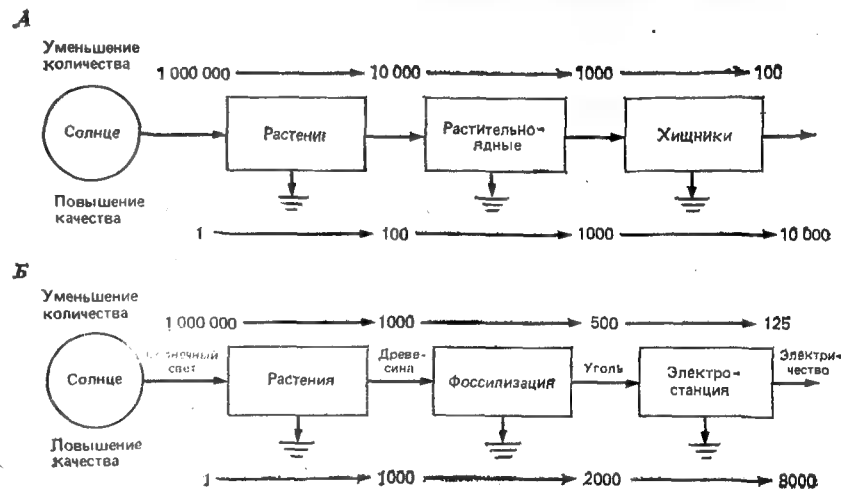 А
Уменьшение
количества
1 000 000 10 000 1000 100
Солнце
Растения
Растительно-
ядные
Хищники
Повышение
качества
1 100 1000 10 000
Б
Уменьшение
количества
1 000 000 1000 500 125
Солнце
Солнечный
свет
Растения
Древе-
сина
Фоссилизация
Уголь
Электро-
станция
Электри-
чество
Повышение
качества
1 1000 2000 8000